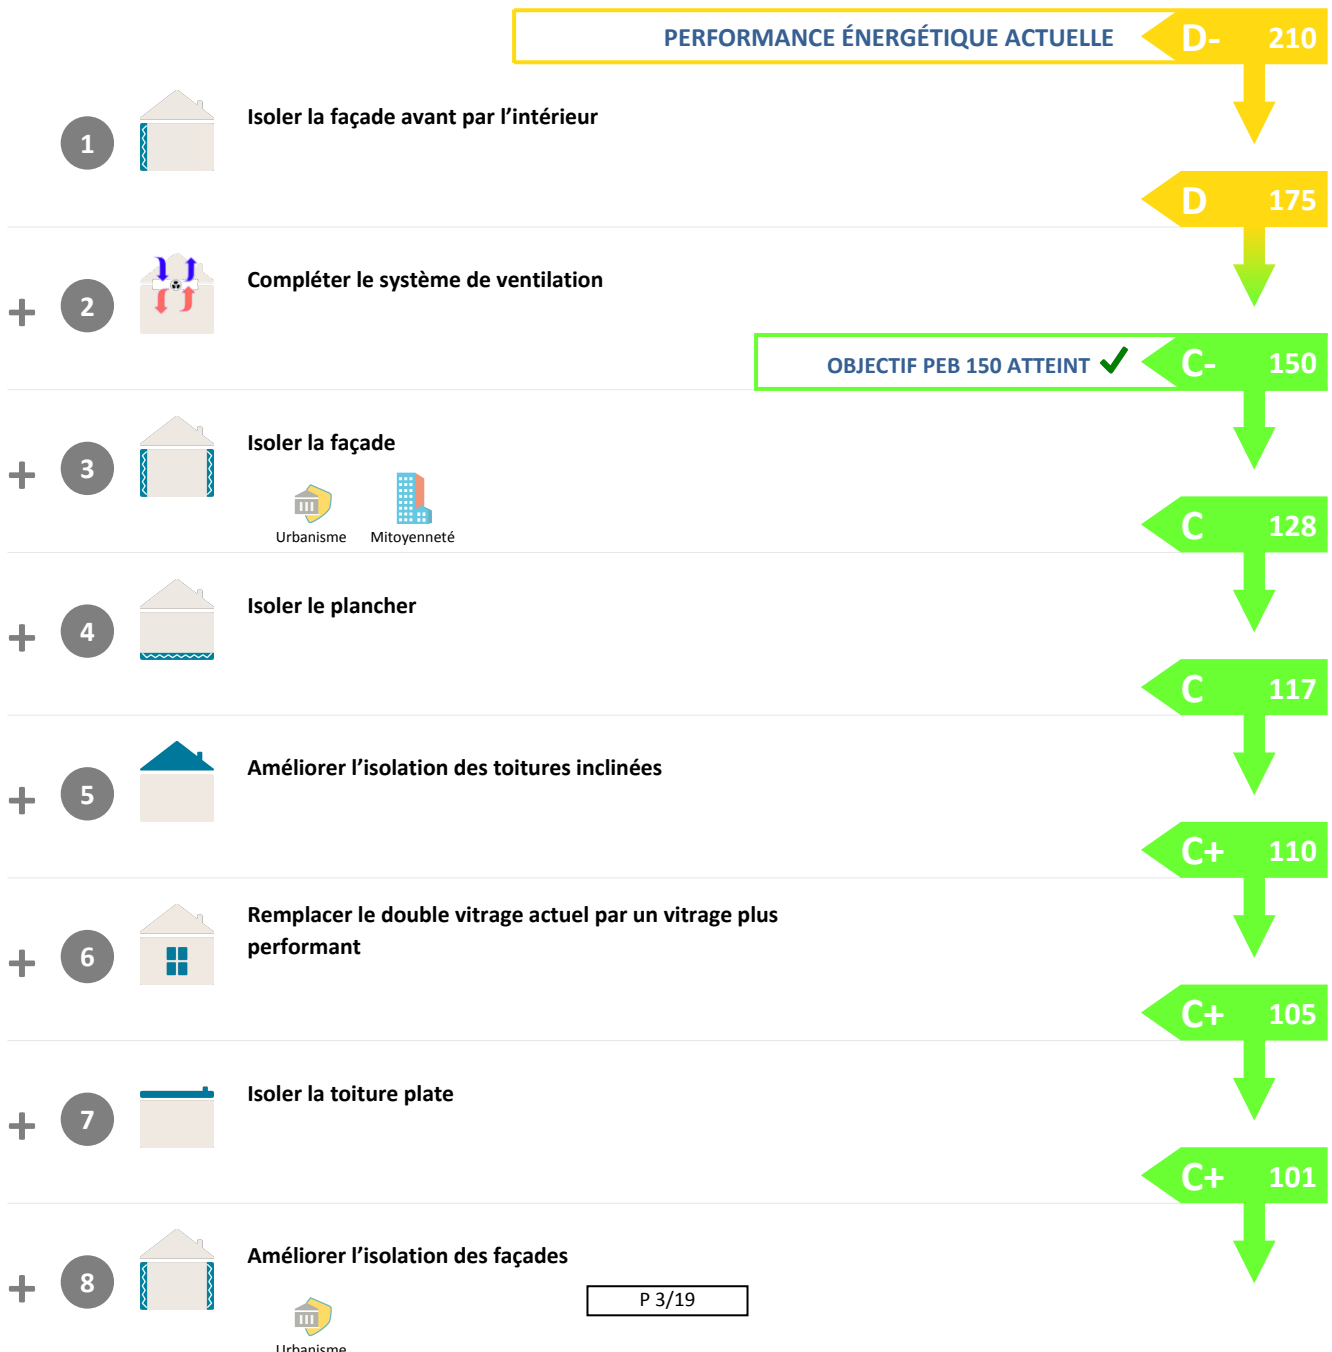 PERFORMANCE ÉNERGÉTIQUE ACTUELLE D- 210
1 Isoler la façade avant par l'intérieur
D 175
+ 2 Compléter le système de ventilation
OBJECTIF PEB 150 ATTEINT C- 150
+ 3 Isoler la façade
Urbanisme Mitoyenneté
C 128
+ 4 Isoler le plancher
C 117
+ 5 Améliorer l'isolation des toitures inclinées
C+ 110
+ 6 Remplacer le double vitrage actuel par un vitrage plus
performant
C+ 105
+ 7 Isoler la toiture plate
C+ 101
+ 8 Améliorer l'isolation des façades
P 3/19
Urbanisme